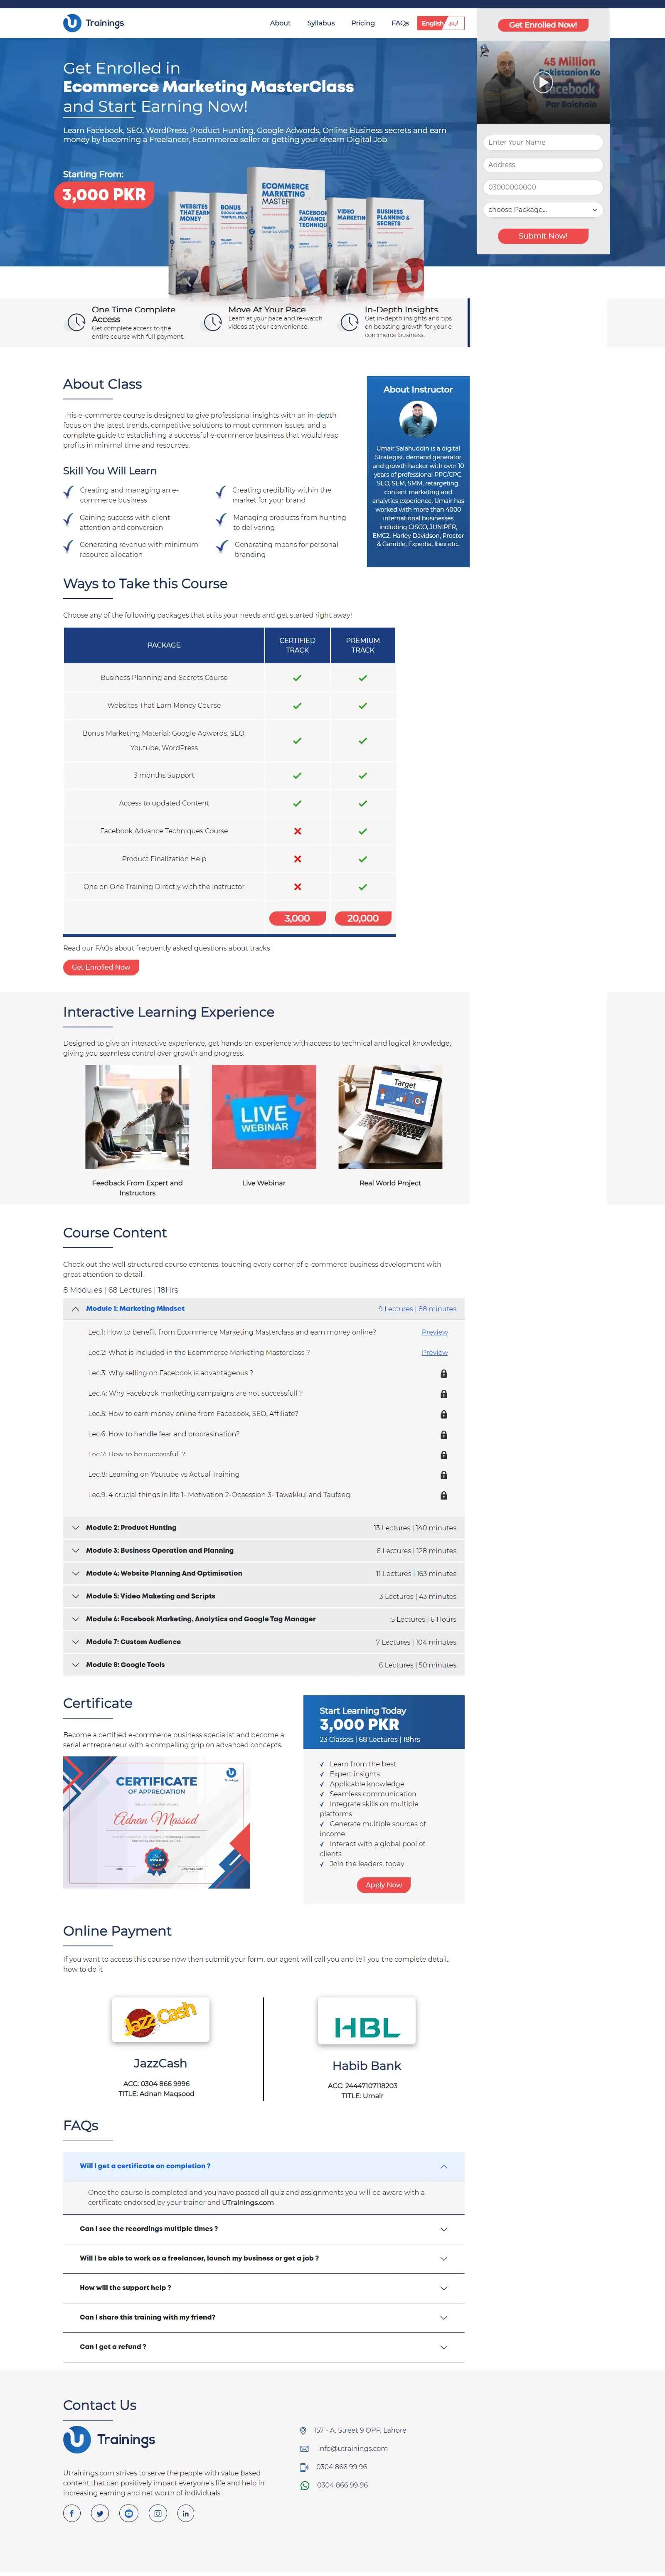 Trainings
About Syllabus Pricing FAQs English اردو
Get Enrolled Now!
Get Enrolled in
Ecommerce Marketing MasterClass
and Start Earning Now!
Learn Facebook, SEO, WordPress, Product Hunting, Google Adwords, Online Business secrets and earn
money by becoming a Freelancer, Ecommerce seller or getting your dream Digital Job
Starting From:
3,000 PKR
WEBSITES
THAT EARN
MONEY
BONUS
ECOMMERCE
MARKETING
FACEBOOK
ADVANCE
VIDEO
MARKETING
BUSINESS
PLANNING &
SECRETS
45 Million
Pakistanion Ko
Facebook
Par Baichain
Enter Your Name
Address
03000000000
choose Package...
Submit Now!
One Time Complete
Access
Get complete access to the
entire course with full payment.
Move At Your Pace
Learn at your pace and re-watch
videos at your convenience.
In-Depth Insights
Get in-depth insights and tips
on boosting growth for your e-
commerce business.
About Class
This e-commerce course is designed to give professional insights with an in-depth
focus on the latest trends, competitive solutions to most common issues, and a
complete guide to establishing a successful e-commerce business that would reap
profits in minimal time and resources.
Skill You Will Learn
Creating and managing an e-
commerce business
Creating credibility within the
market for your brand
Gaining success with client
attention and conversion
Managing products from hunting
to delivering
Generating revenue with minimum
resource allocation
Generating means for personal
branding
About Instructor
Umair Salahuddin is a digital
Strategist, demand generator
and growth hacker with over 10
years of professional PPC/CPC,
SEO, SEM, SMM, retargeting,
content marketing and
analytics experience. Umair has
worked with more than 4000
international businesses
including CISCO, JUNIPER,
EMC2, Harley Davidson, Proctor
& Gamble, Expedia, Ibex etc..
Ways to Take this Course
Choose any of the following packages that suits your needs and get started right away!
PACKAGE CERTIFIED TRACK PREMIUM TRACK
Business Planning and Secrets Course
Websites That Earn Money Course
Bonus Marketing Material: Google Adwords, SEO,
Youtube, WordPress
3 months Support
Access to updated Content
Facebook Advance Techniques Course
Product Finalization Help
One on One Training Directly with the Instructor
3,000 20,000
Read our FAQs about frequently asked questions about tracks
Get Enrolled Now
Interactive Learning Experience
Designed to give an interactive experience, get hands-on experience with access to technical and logical knowledge,
giving you seamless control over growth and progress.
LIVE
WEBINAR
Target
Feedback From Expert and
Instructors
Live Webinar
Real World Project
Course Content
Check out the well-structured course contents, touching every corner of e-commerce business development with
great attention to detail.
8 Modules | 68 Lectures | 18Hrs
Module 1: Marketing Mindset 9 Lectures | 88 minutes
Lec.1: How to benefit from Ecommerce Marketing Masterclass and earn money online? Preview
Lec.2: What is included in the Ecommerce Marketing Masterclass ? Preview
Lec.3: Why selling on Facebook is advantageous ?
Lec.4: Why Facebook marketing campaigns are not successfull ?
Lec.5: How to earn money online from Facebook, SEO, Affiliate?
Lec.6: How to handle fear and procrasination?
Lec.7: How to be successfull ?
Lec.8: Learning on Youtube vs Actual Training
Lec.9: 4 crucial things in life 1- Motivation 2-Obsession 3- Tawakkul and Taufeeq
Module 2: Product Hunting 13 Lectures | 140 minutes
Module 3: Business Operation and Planning 6 Lectures | 128 minutes
Module 4: Website Planning And Optimisation 11 Lectures | 163 minutes
Module 5: Video Maketing and Scripts 3 Lectures | 43 minutes
Module 6: Facebook Marketing, Analytics and Google Tag Manager 15 Lectures | 6 Hours
Module 7: Custom Audience 7 Lectures | 104 minutes
Module 8: Google Tools 6 Lectures | 50 minutes
Certificate
Become a certified e-commerce business specialist and become a
serial entrepreneur with a compelling grip on advanced concepts.
Trainings
CERTIFICATE
OF APPRECIATION
Adnan Massod
AWARD
Start Learning Today
3,000 PKR
23 Classes | 68 Lectures | 18hrs
Learn from the best
Expert insights
Applicable knowledge
Seamless communication
Integrate skills on multiple
platforms
Generate multiple sources of
income
Interact with a global pool of
clients
Join the leaders, today
Apply Now
Online Payment
If you want to access this course now then submit your form. our agent will call you and tell you the complete detail..
how to do it
Jazz Cash
JazzCash
ACC: 0304 866 9996
TITLE: Adnan Maqsood
HBL
Habib Bank
ACC: 24447107118203
TITLE: Umair
FAQs
Will I get a certificate on completion ?
Once the course is completed and you have passed all quiz and assignments you will be aware with a
certificate endorsed by your trainer and UTrainings.com
Can I see the recordings multiple times ?
Will I be able to work as a freelancer, launch my business or get a job ?
How will the support help ?
Can I share this training with my friend?
Can I get a refund ?
Contact Us
Trainings
Utrainings.com strives to serve the people with value based
content that can positively impact everyone's life and help in
increasing earning and net worth of individuals
157 - A, Street 9 OPF, Lahore
info@utrainings.com
0304 866 99 96
0304 866 99 96